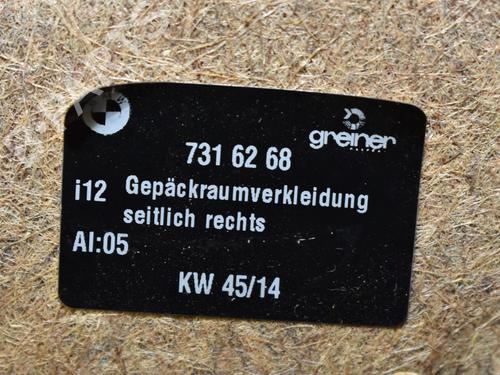 greiner
731 62 68
i12 Gepäckraumverkleidung
seitlich rechts
AI:05
KW 45/14